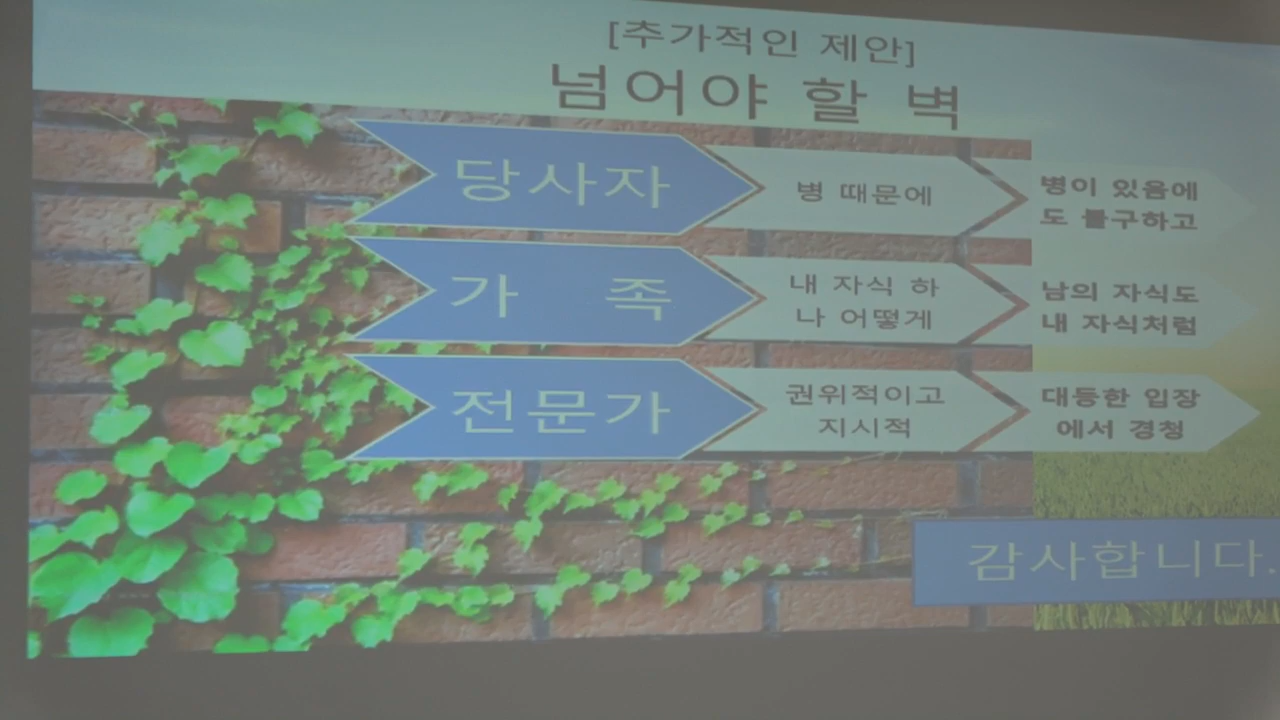 [추가적인 제안]
넘어야 할 벽
당사자
병 때문에
병이 있음에
도 불구하고
가 족
내 자식 하
나 어떻게
남의 자식도
내 자식처럼
전문가
권위적이고
지시적
대등한 입장
에서 경청
감사합니다.